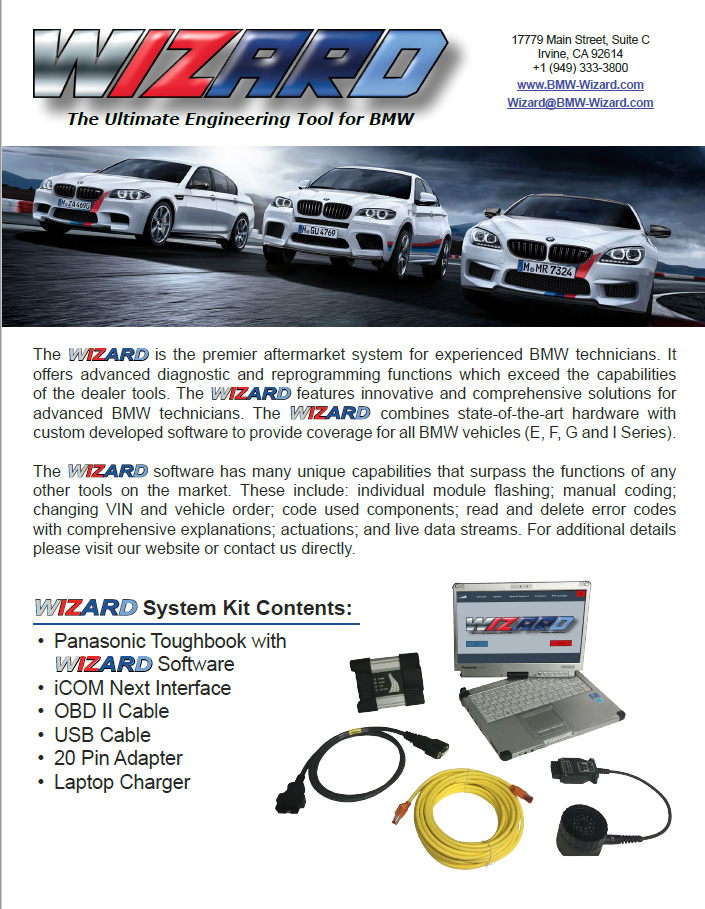 WIZARD
The Ultimate Engineering Tool for BMW
17779 Main Street, Suite C
Irvine, CA 92614
+1 (949) 333-3800
www.BMW-Wizard.com
Wizard@BMW-Wizard.com
M·ZA 4690
M·GU 4769
M·MR 7324
The WIZARD is the premier aftermarket system for experienced BMW technicians. It
offers advanced diagnostic and reprogramming functions which exceed the capabilities
of the dealer tools. The WIZARD features innovative and comprehensive solutions for
advanced BMW technicians. The WIZARD combines state-of-the-art hardware with
custom developed software to provide coverage for all BMW vehicles (E, F, G and I Series).
The WIZARD software has many unique capabilities that surpass the functions of any
other tools on the market. These include: individual module flashing; manual coding;
changing VIN and vehicle order; code used components; read and delete error codes
with comprehensive explanations; actuations; and live data streams. For additional details
please visit our website or contact us directly.
WIZARD System Kit Contents:
• Panasonic Toughbook with
WIZARD Software
• iCOM Next Interface
• OBD II Cable
• USB Cable
• 20 Pin Adapter
• Laptop Charger
WIZARD
Panasonic